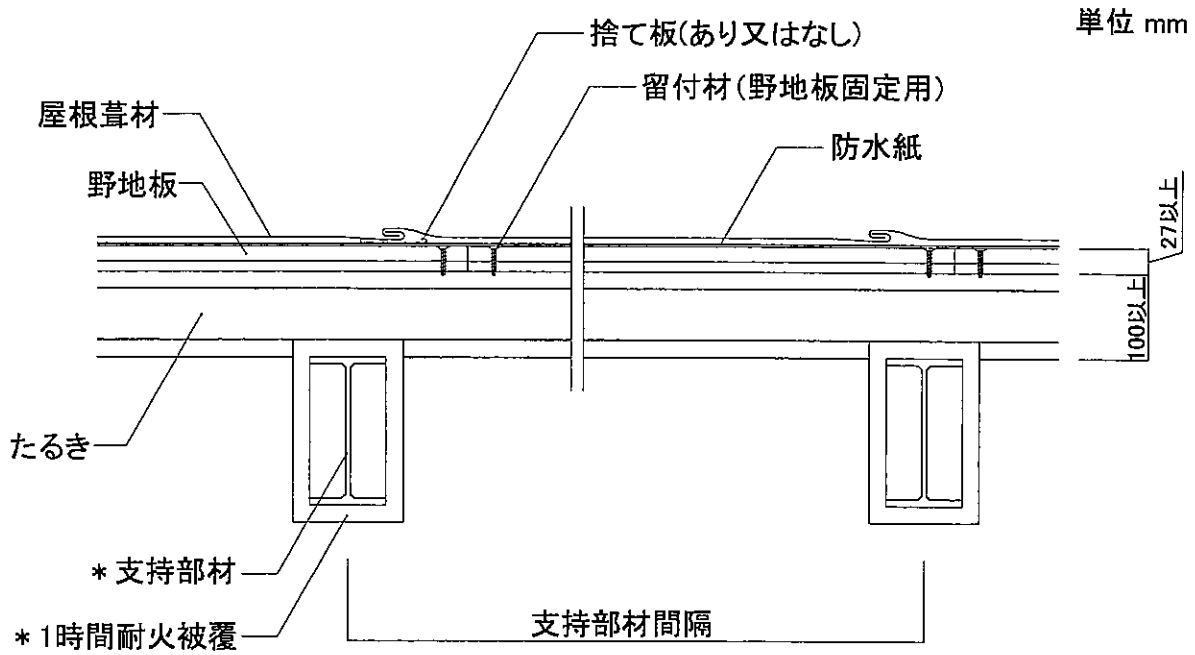 単位 mm
捨て板(あり又はなし)
留付材(野地板固定用)
屋根葺材
防水紙
野地板
27以上
100以上
たるき
*支持部材
*1時間耐火被覆
支持部材間隔